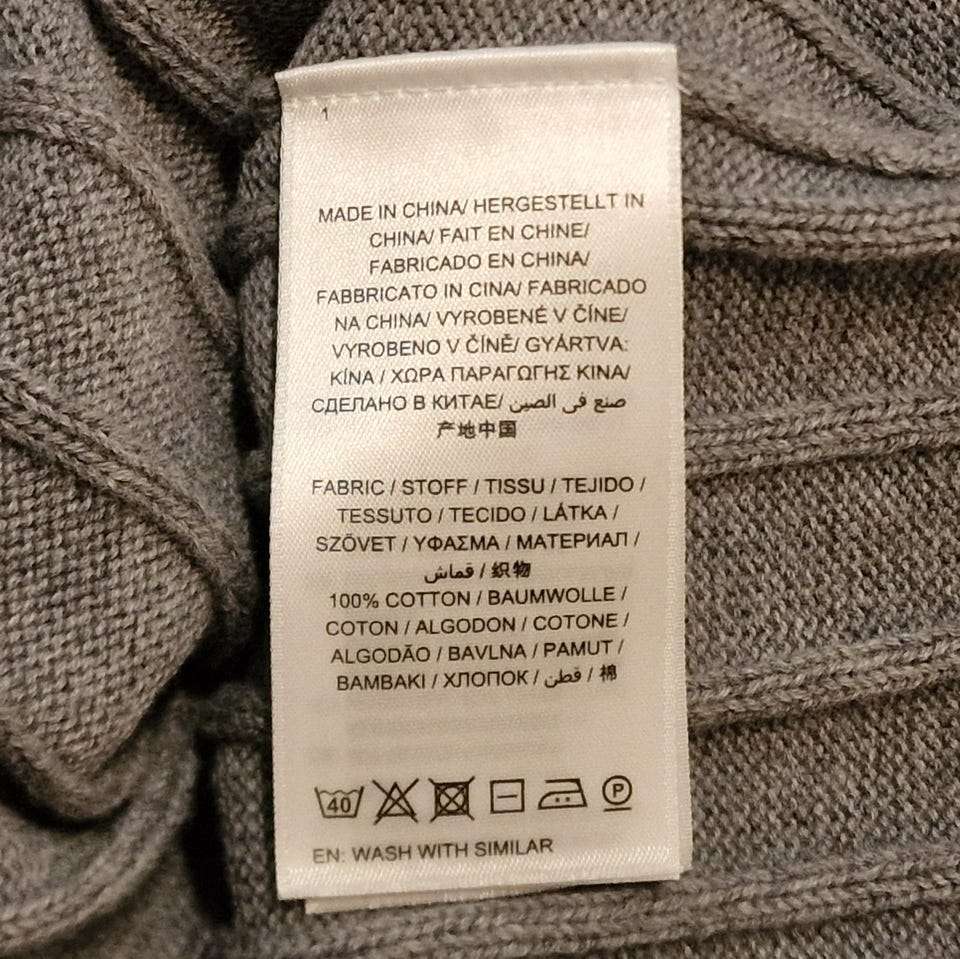 1
MADE IN CHINA/ HERGESTELLT IN
CHINA/ FAIT EN CHINE/
FABRICADO EN CHINA/
FABBRICATO IN CINA/ FABRICADO
NA CHINA/ VYROBENÉ V ČÍNE/
VYROBENO V ČÍNĚ/ GYÁRTVA:
KÍNA / ΧΩΡΑ ΠΑΡΑΓΩΓΗΣ ΚΙΝΑ/
СДЕЛАНО В КИТАЕ/ صنع في الصين
产地中国
FABRIC / STOFF / TISSU / TEJIDO /
TESSUTO / TECIDO / LÁTKA /
SZÖVET / ΥΦΑΣΜΑ / МАТЕРИАЛ /
قماش / 织物
100% COTTON / BAUMWOLLE /
COTON / ALGODON / COTONE /
ALGODÃO / BAVLNA / PAMUT /
BAMBAKI / ХЛОПОК / قطن / 棉
40 P
EN: WASH WITH SIMILAR